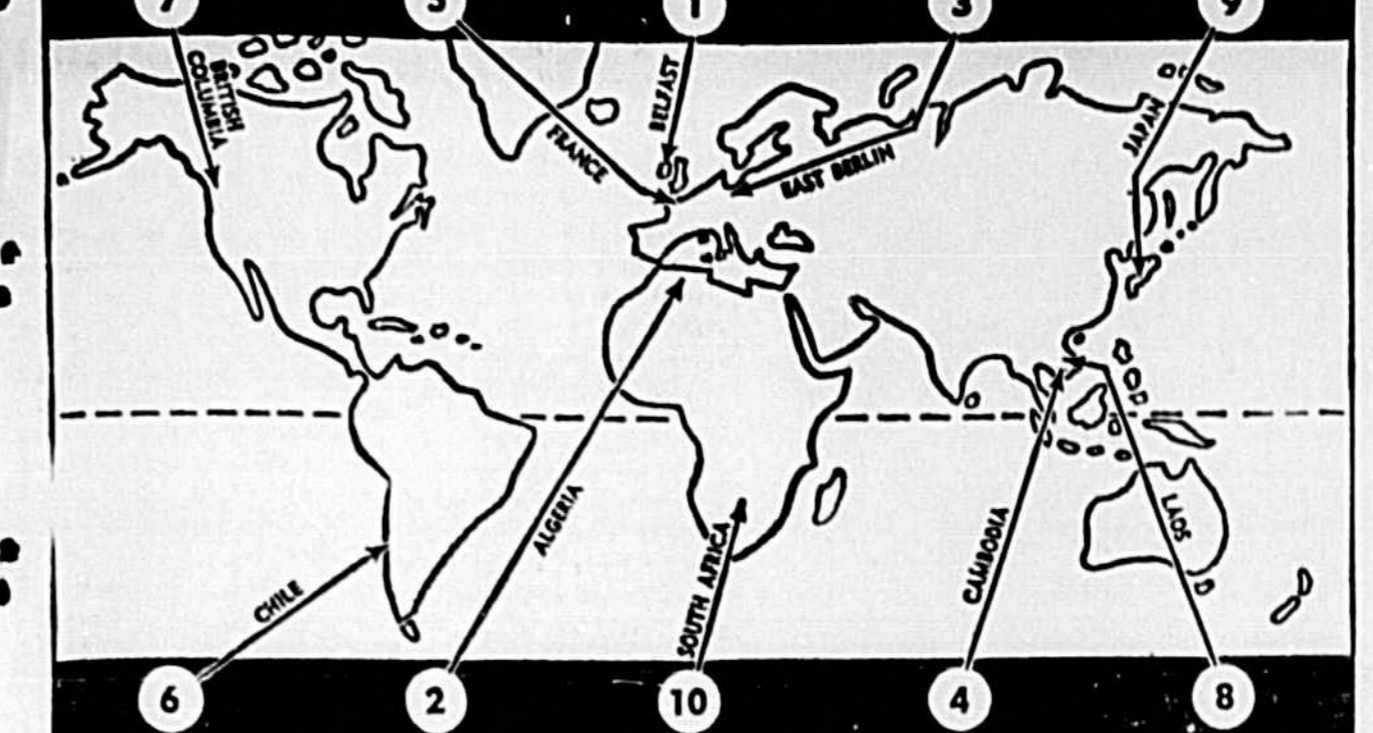 7 5 1 3 9
BRITISH
COLUMBIA
FRANCE
BELFAST
EAST BERLIN
JAPAN
CHILE
ALGERIA
SOUTH AFRICA
CAMBODIA
LAOS
6 2 10 4 8